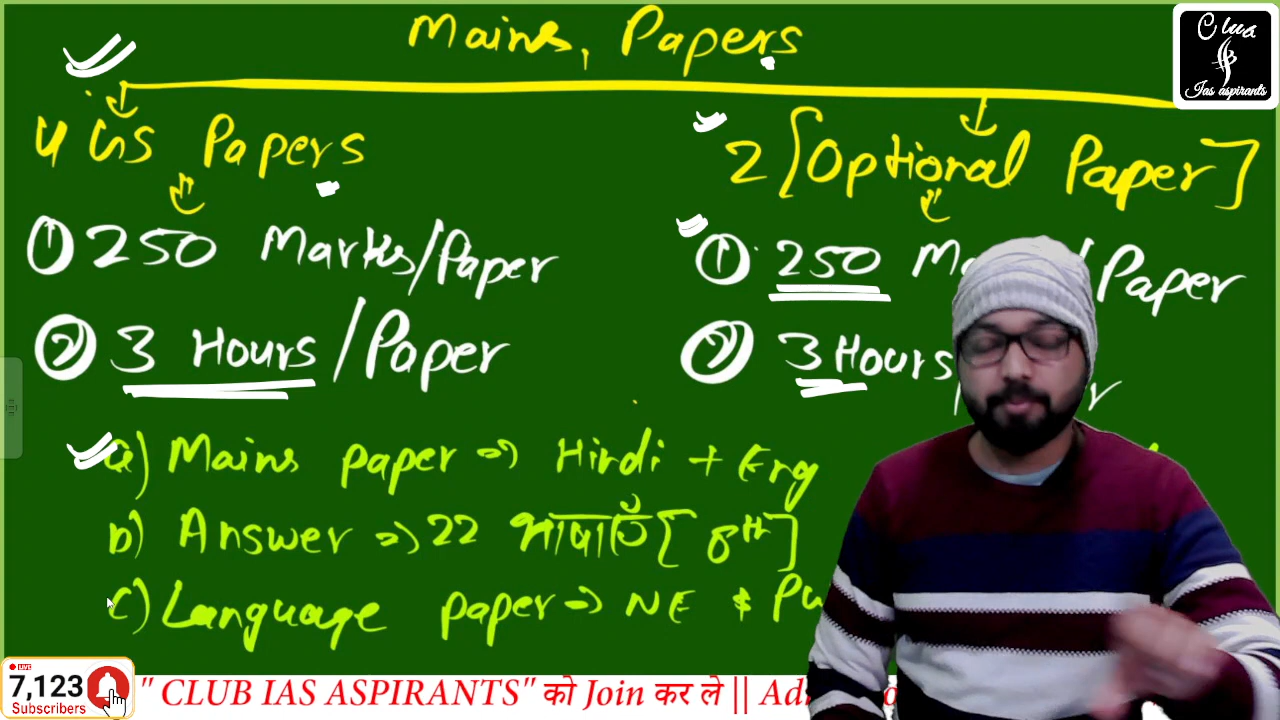 Mains, Papers
Club
Ias aspirants
4 GS Papers
2 [Optional Paper]
① 250 Marks/Paper
① 250 /Paper
② 3 Hours/Paper
② 3 Hours
a) Mains paper => Hindi + Eng
b) Answer => 22 भाषाएँ [8th]
c) Language paper => NE &
LIVE
7,123
Subscribers
" CLUB IAS ASPIRANTS" को Join कर ले ||